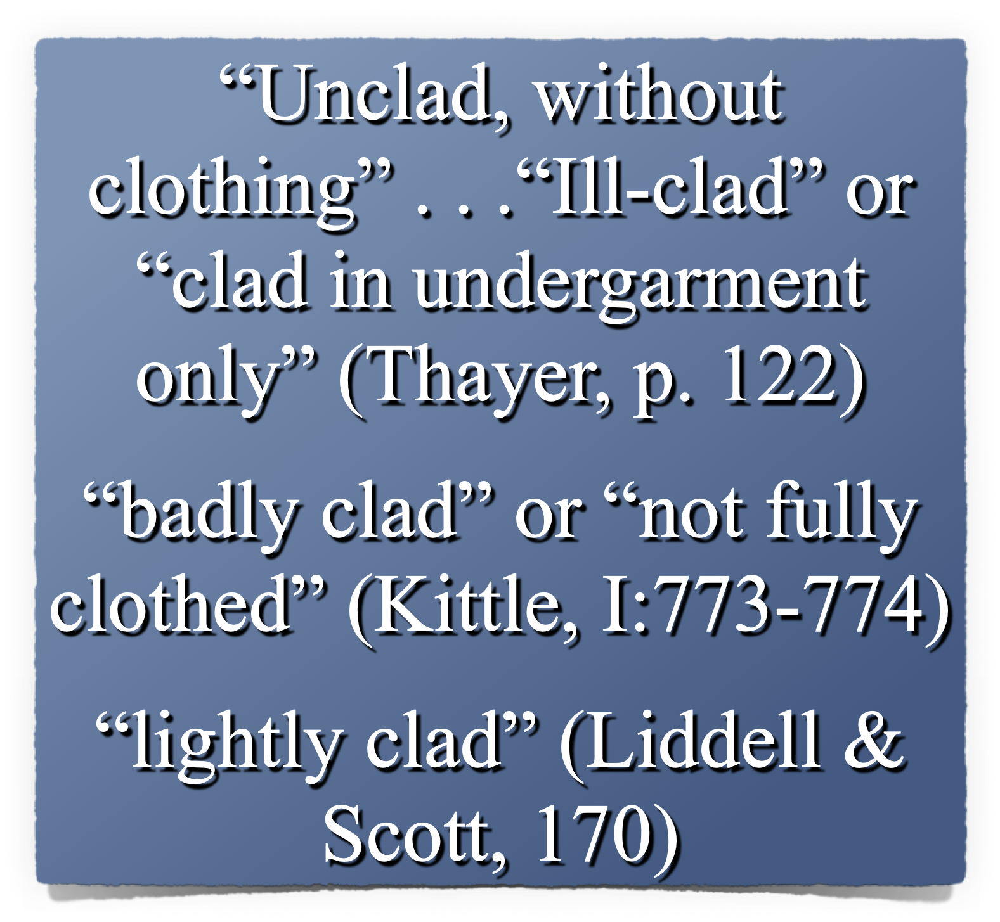 “Unclad, without
clothing” . . .“Ill-clad” or
“clad in undergarment
only” (Thayer, p. 122)
“badly clad” or “not fully
clothed” (Kittle, I:773-774)
“lightly clad” (Liddell &
Scott, 170)